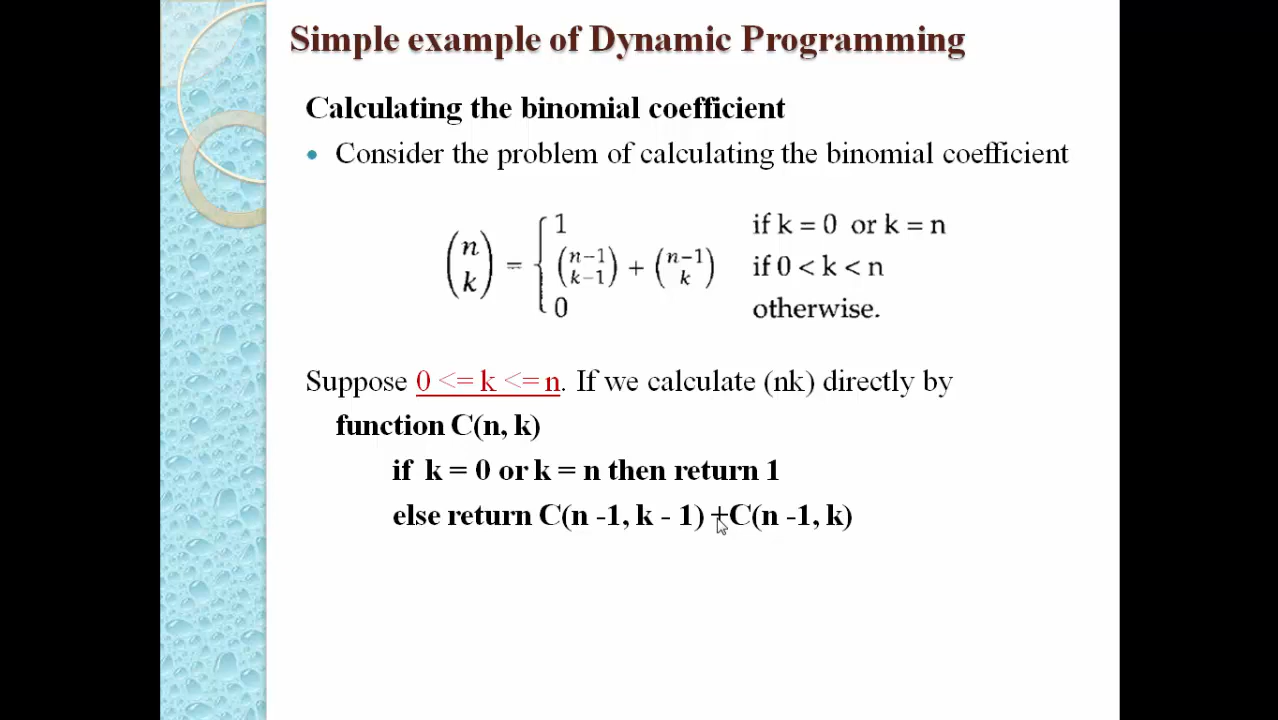 Simple example of Dynamic Programming
Calculating the binomial coefficient
• Consider the problem of calculating the binomial coefficient
(n k) = { 1 if k = 0 or k = n
(n−1 k−1) + (n−1 k) if 0 < k < n
0 otherwise.
Suppose 0 <= k <= n. If we calculate (nk) directly by
function C(n, k)
if k = 0 or k = n then return 1
else return C(n -1, k - 1) +C(n -1, k)